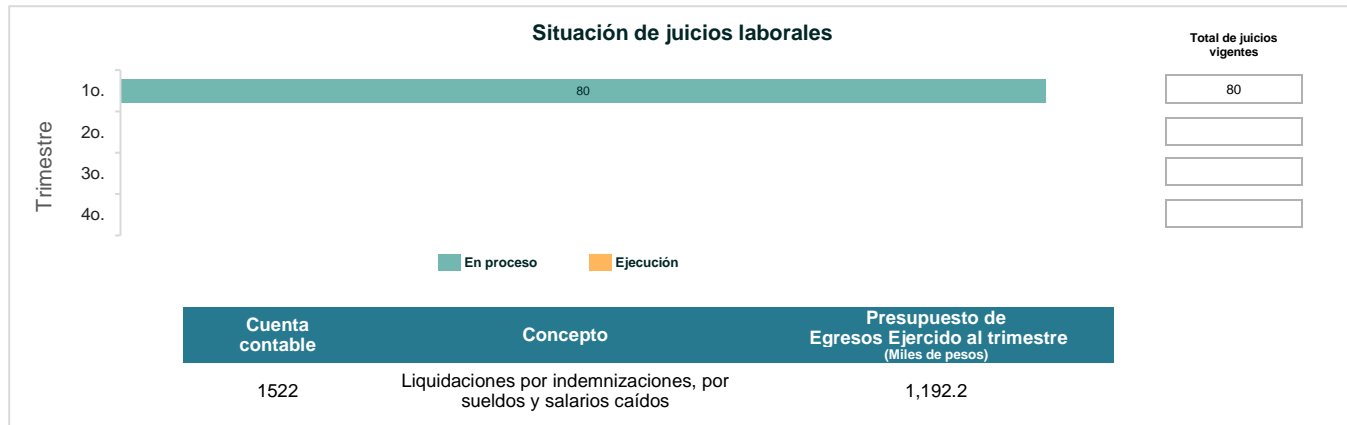 Situación de juicios laborales
Total de juicios
vigentes
Trimestre
1o.
80
80
2o.
3o.
4o.
En proceso
Ejecución
Cuenta
contable
Concepto
Presupuesto de
Egresos Ejercido al trimestre
(Miles de pesos)
1522
Liquidaciones por indemnizaciones, por
sueldos y salarios caídos
1,192.2